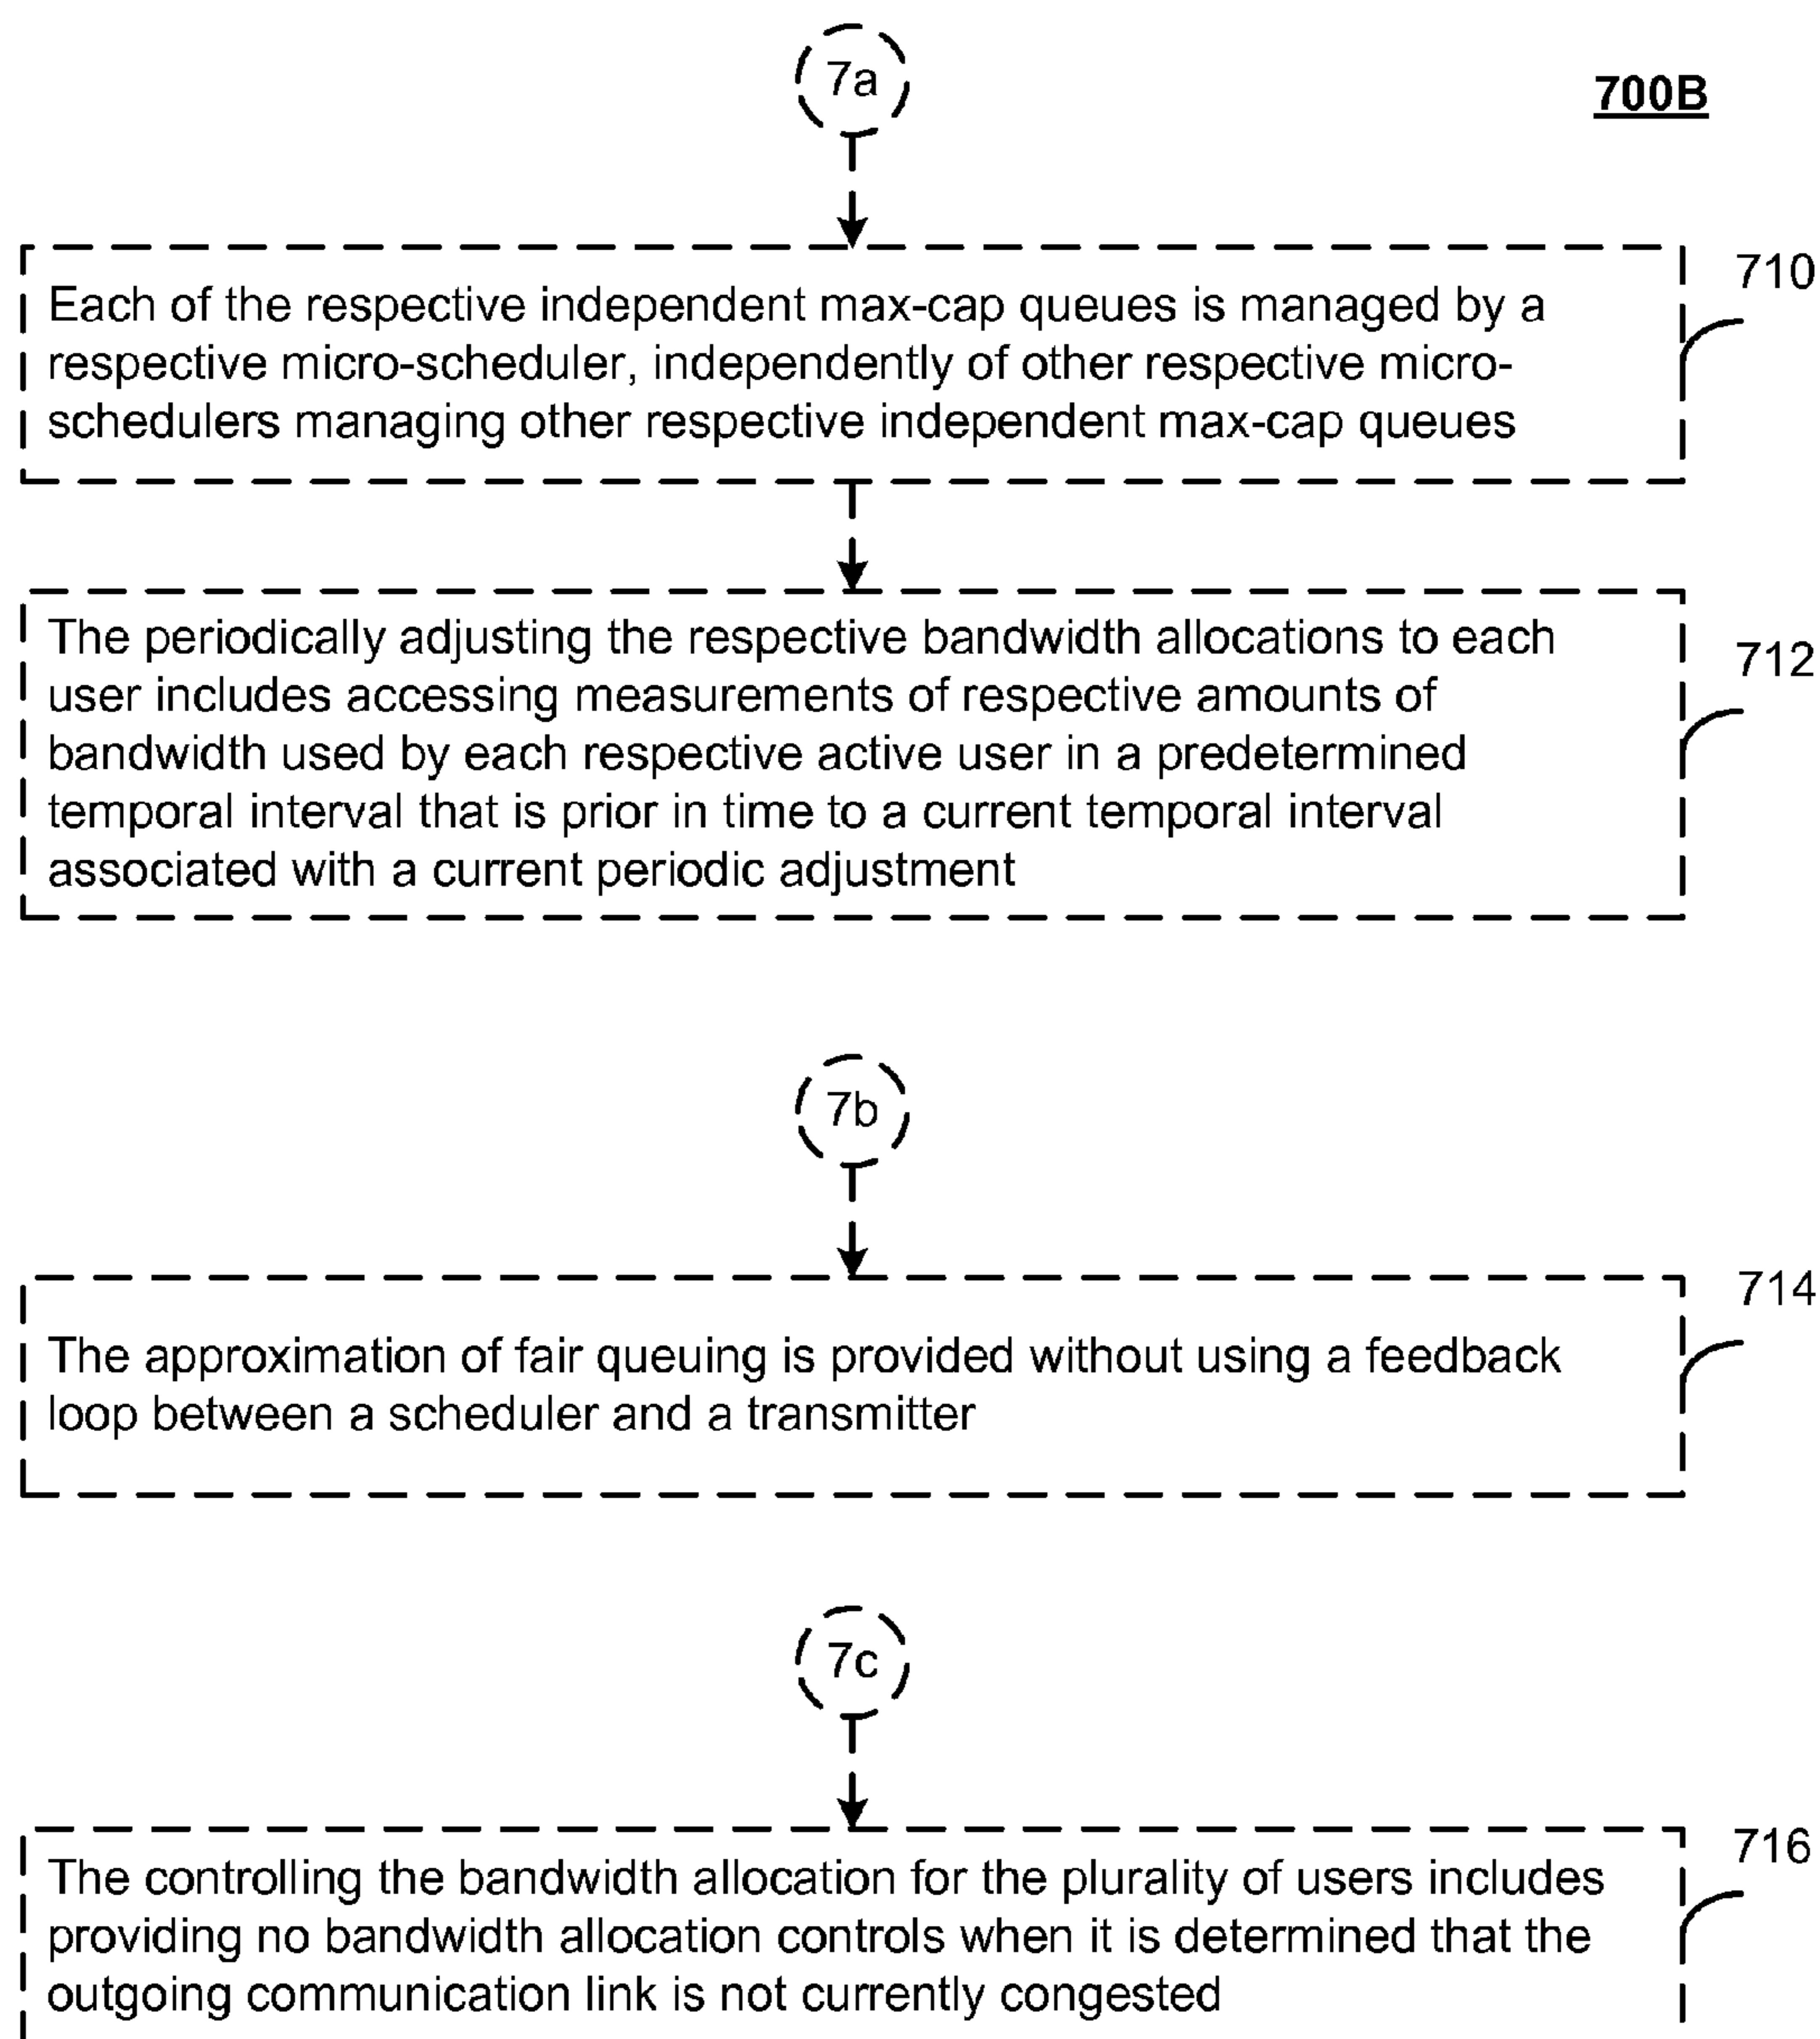 7a
700B
710
Each of the respective independent max-cap queues is managed by a
respective micro-scheduler, independently of other respective micro-
schedulers managing other respective independent max-cap queues
712
The periodically adjusting the respective bandwidth allocations to each
user includes accessing measurements of respective amounts of
bandwidth used by each respective active user in a predetermined
temporal interval that is prior in time to a current temporal interval
associated with a current periodic adjustment
7b
714
The approximation of fair queuing is provided without using a feedback
loop between a scheduler and a transmitter
7c
716
The controlling the bandwidth allocation for the plurality of users includes
providing no bandwidth allocation controls when it is determined that the
outgoing communication link is not currently congested